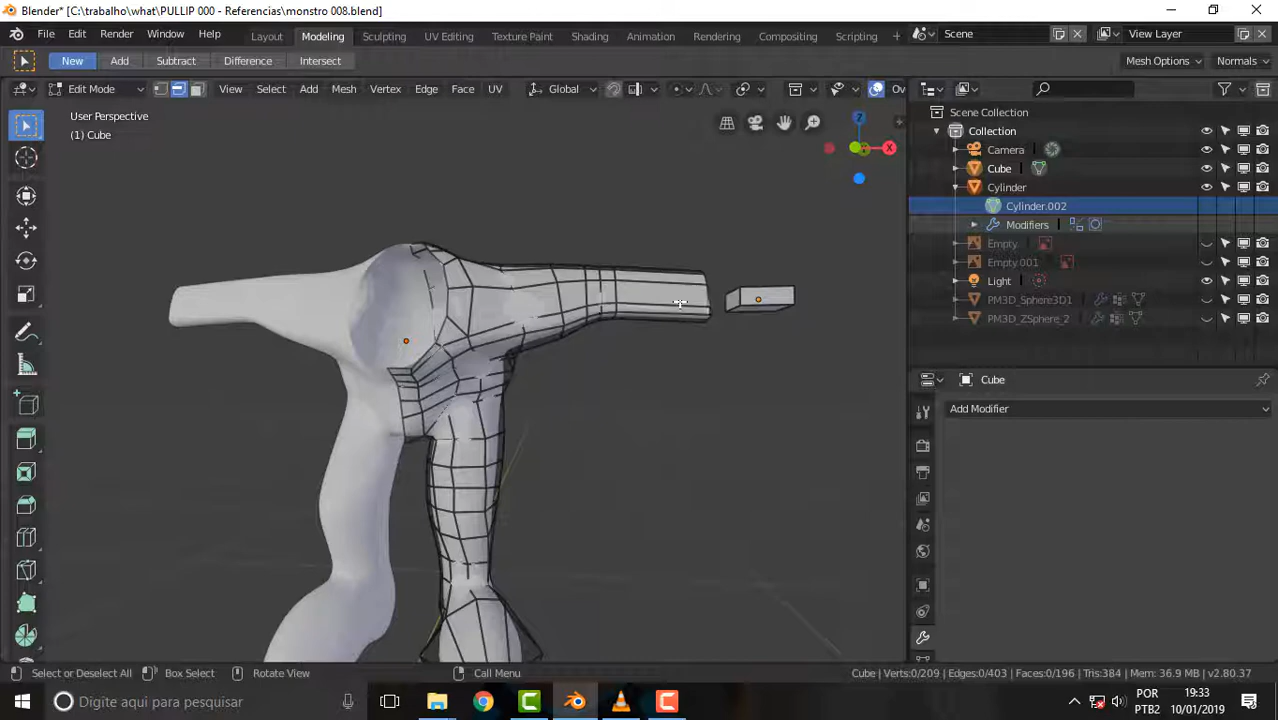 Blender* [C:\trabalho\what\PULLIP 000 - Referencias\monstro 008.blend]
File Edit Render Window Help Layout Modeling Sculpting UV Editing Texture Paint Shading Animation Rendering Compositing Scripting Scene View Layer
New Add Subtract Difference Intersect Mesh Options Normals
Edit Mode View Select Add Mesh Vertex Edge Face UV Global Ov
User Perspective
(1) Cube
Z
X
Scene Collection
Collection
Camera
Cube
Cylinder
Cylinder.002
Modifiers
Empty
Empty.001
Light
PM3D_Sphere3D1
PM3D_ZSphere_2
Cube
Add Modifier
Select or Deselect All Box Select Rotate View Call Menu Cube | Verts:0/209 | Edges:0/403 | Faces:0/196 | Tris:384 | Mem: 36.9 MB | v2.80.37
Digite aqui para pesquisar
POR
PTB2
19:33
10/01/2019